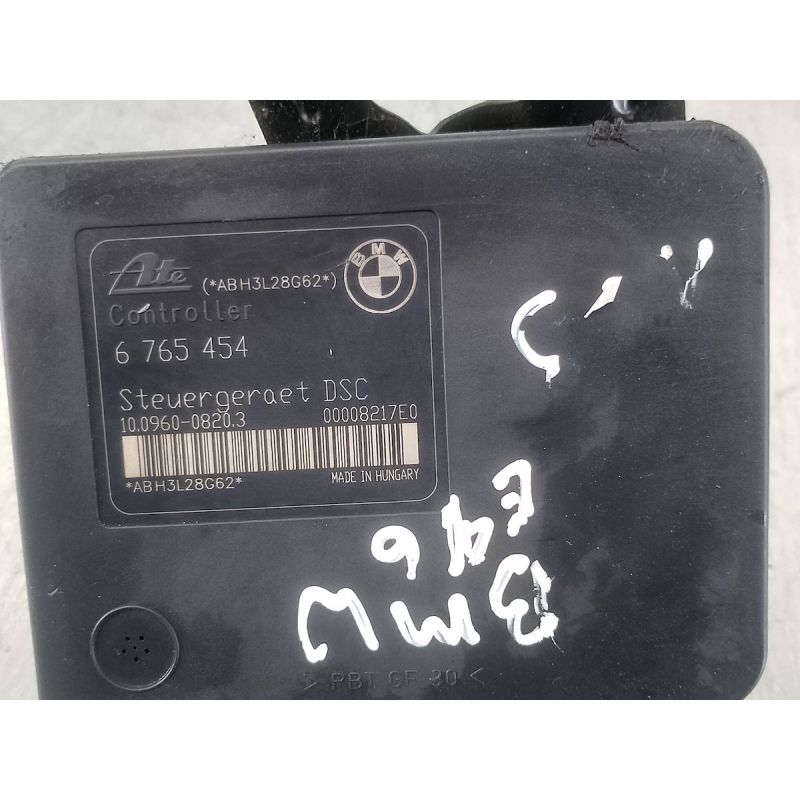 Ate (*ABH3L28G62*) BMW
Controller
6 765 454
Steuergeraet DSC
10.0960-0820.3 00008217E0
*ABH3L28G62* MADE IN HUNGARY
E46
BMW
> PBT GF 30 <